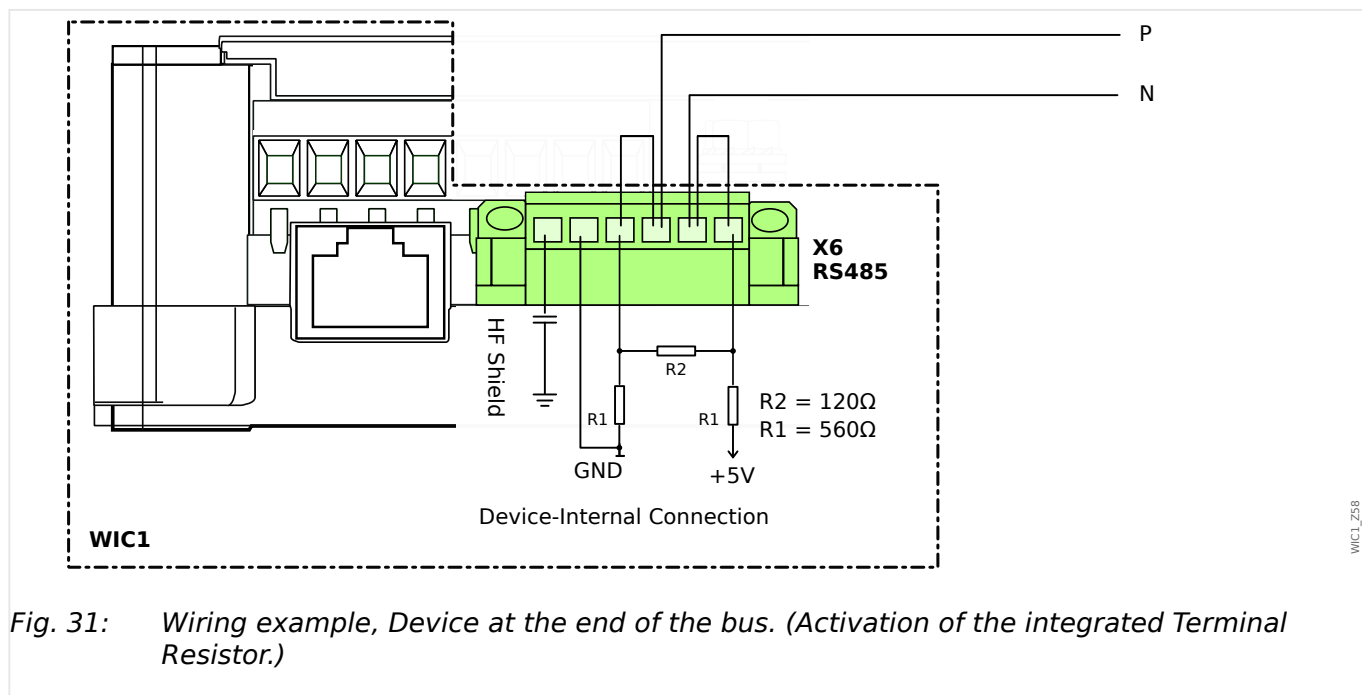 P
N
X6
RS485
HF Shield
R2
R1
R1
R2 = 120Ω
R1 = 560Ω
GND
+5V
Device-Internal Connection
WIC1
WIC1_Z58
Fig. 31: Wiring example, Device at the end of the bus. (Activation of the integrated Terminal
Resistor.)